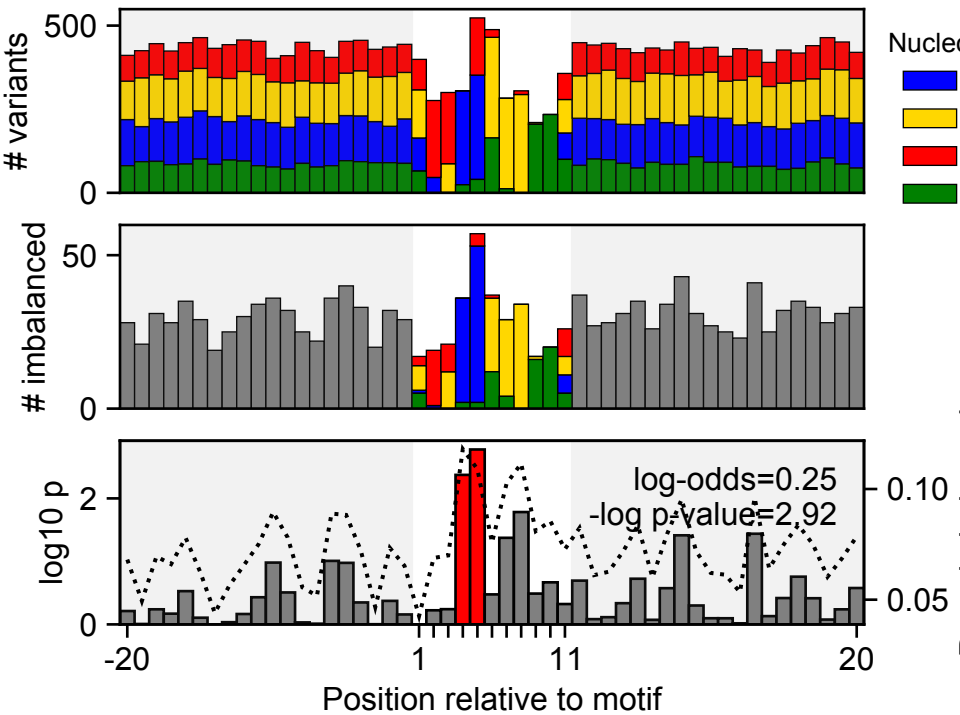 500
0
# variants
Nuclec
50
0
# imbalanced
2
0
log10 p
log-odds=0.25
-log p-value=2.92
0.10
0.05
-20
1
11
20
Position relative to motif